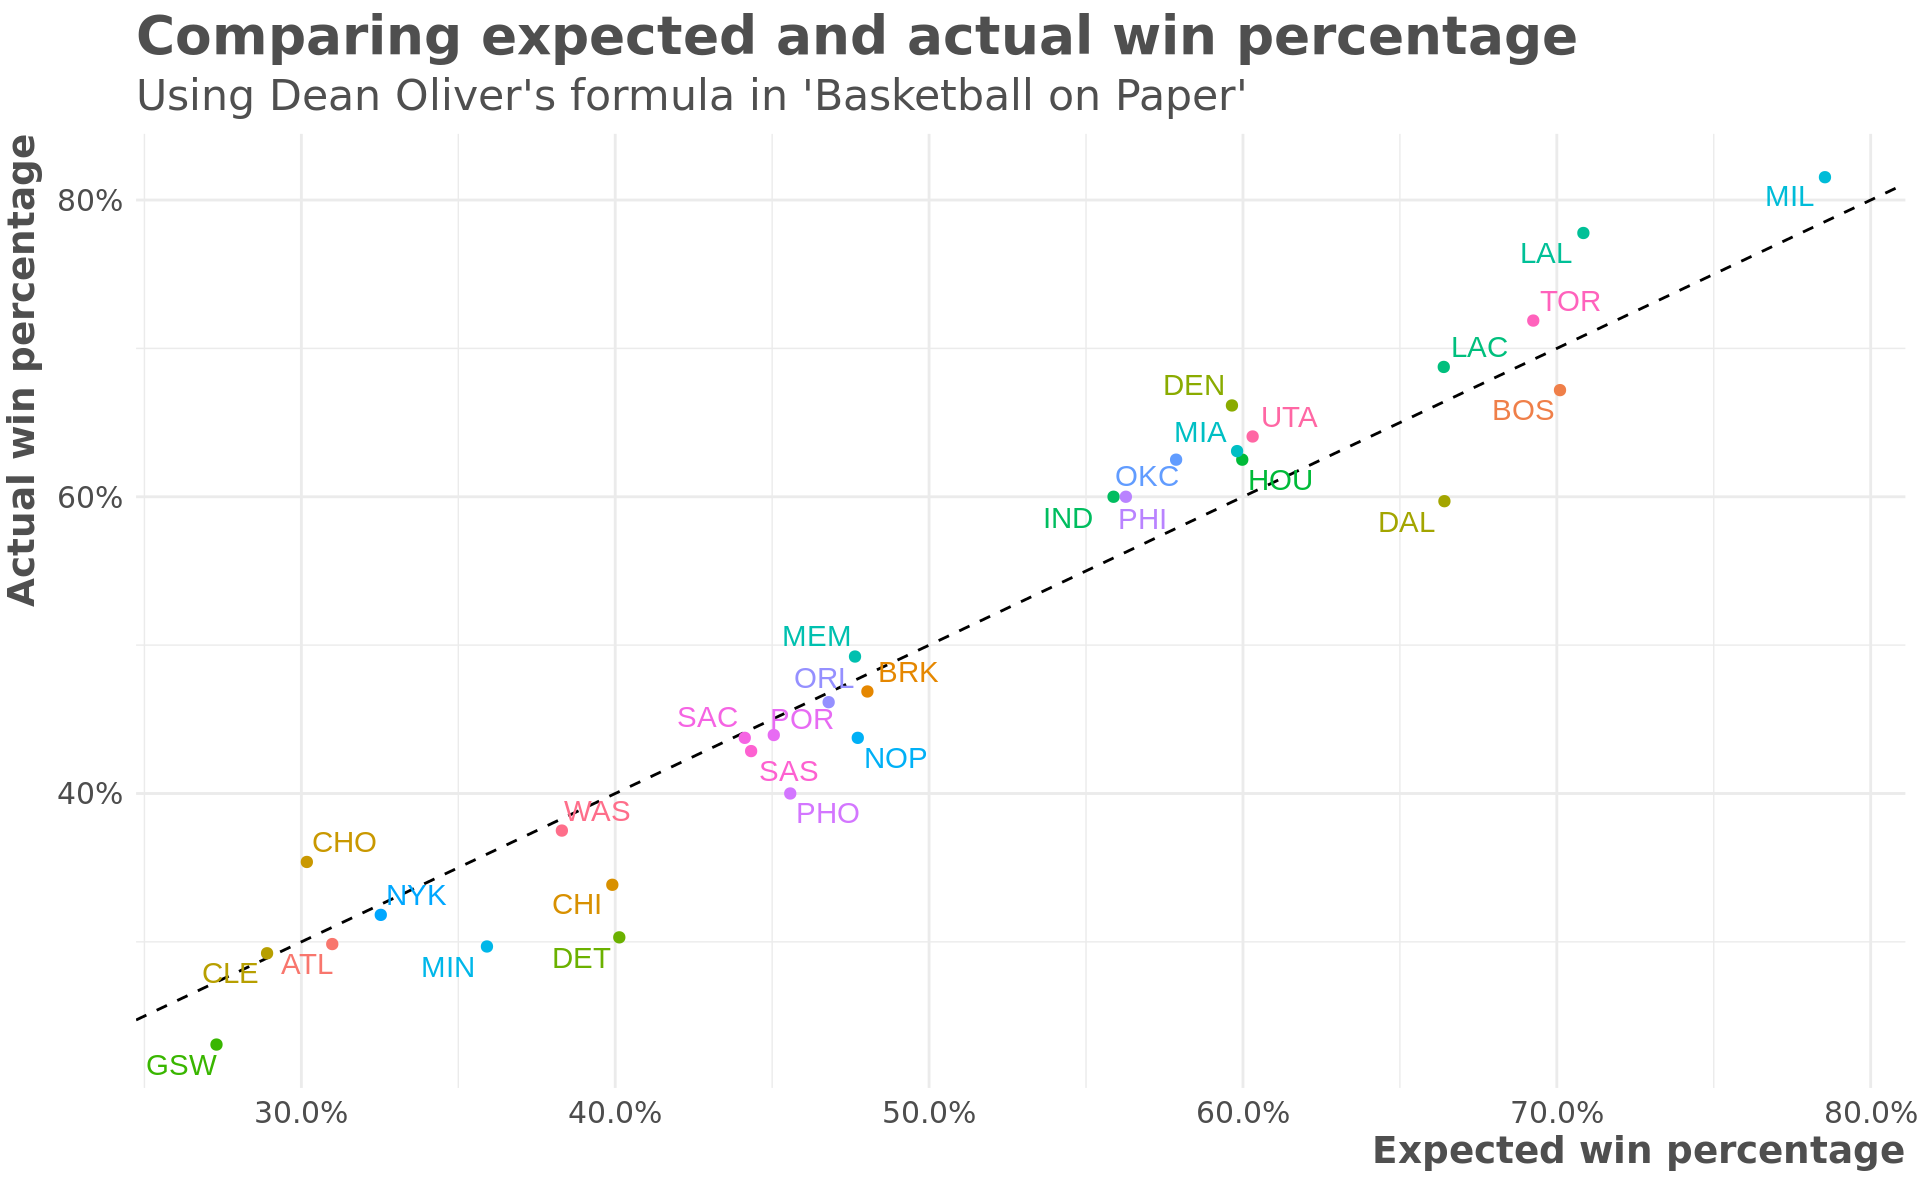 Comparing expected and actual win percentage
Using Dean Oliver's formula in 'Basketball on Paper'
Actual win percentage
80%
60%
40%
MIL
LAL
TOR
LAC
DEN
BOS
UTA
MIA
OKC
HOU
IND
PHI
DAL
MEM
BRK
ORL
SAC
POR
NOP
SAS
PHO
WAS
CHO
NYK
CHI
DET
MIN
ATL
CLE
GSW
30.0%
40.0%
50.0%
60.0%
70.0%
80.0%
Expected win percentage